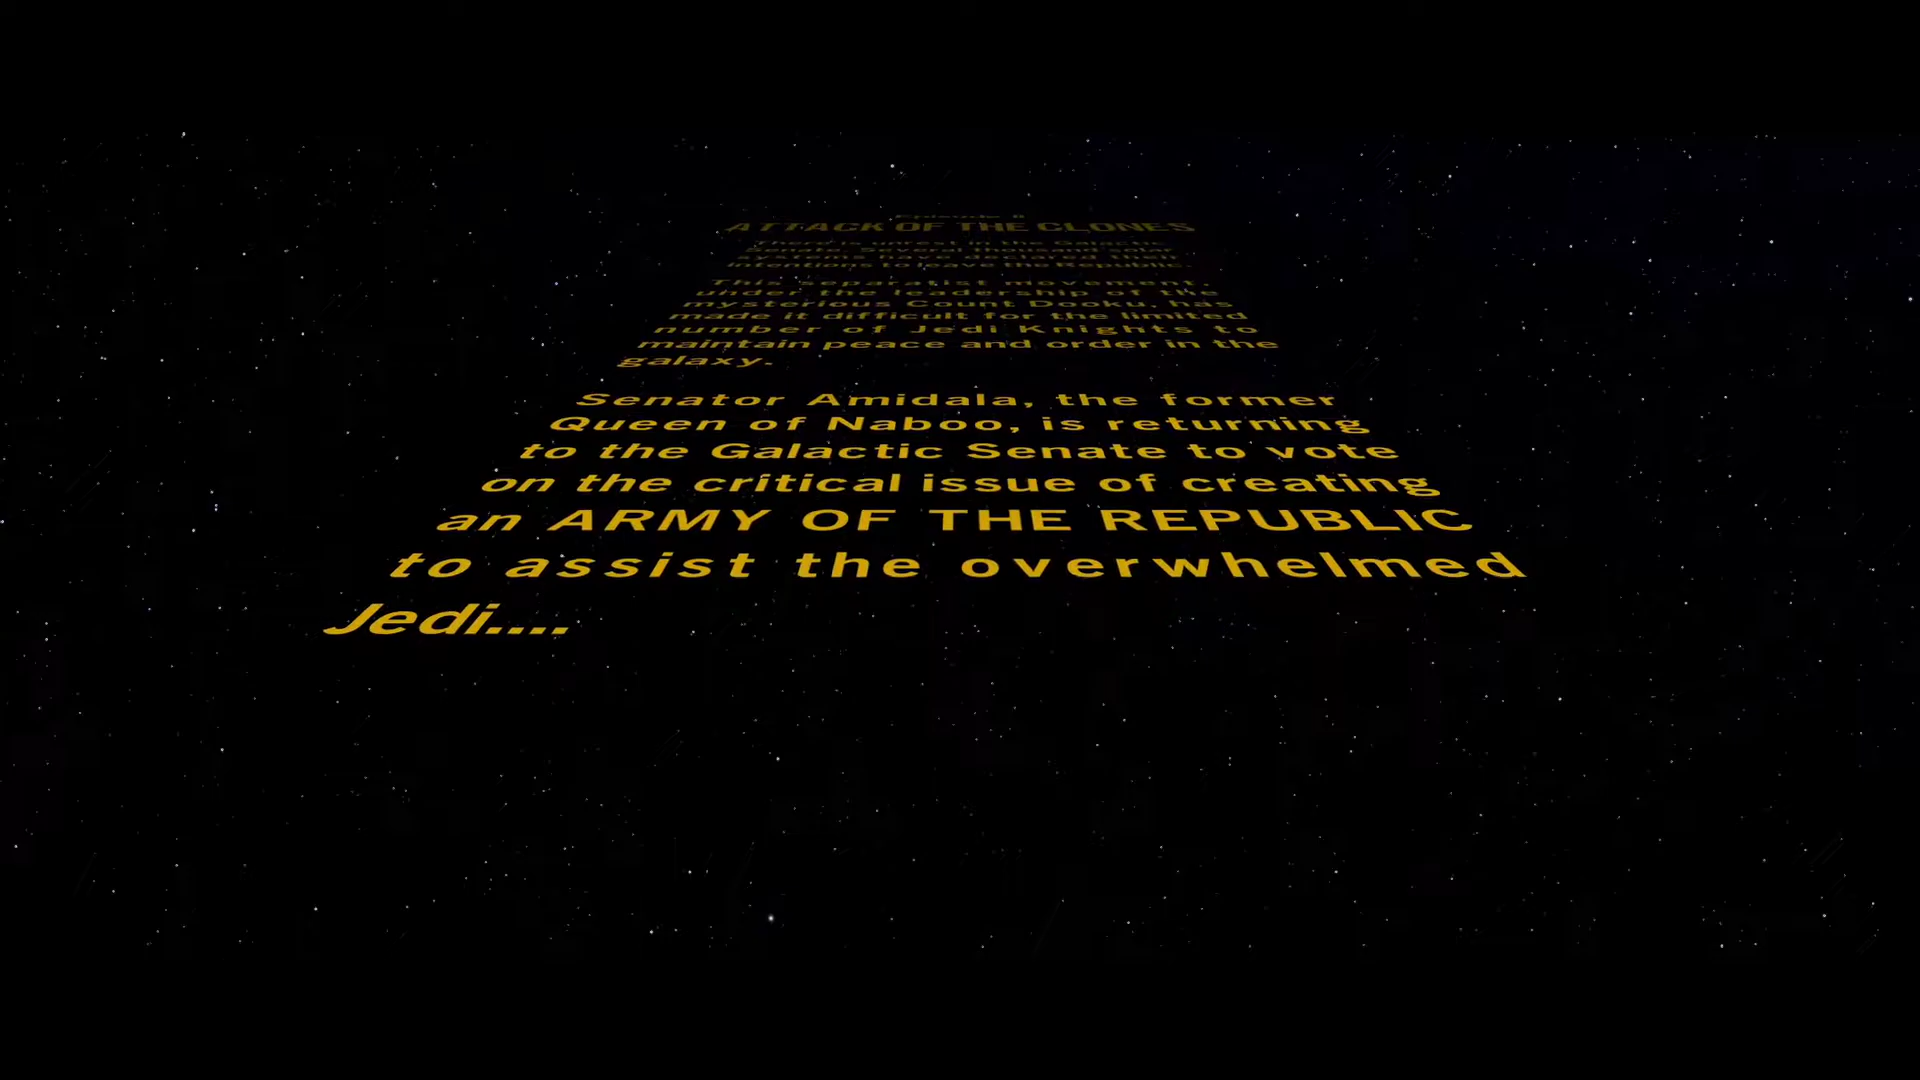 Episode II
ATTACK OF THE CLONES
There is unrest in the Galactic
Senate. Several thousand solar
systems have declared their
intentions to leave the Republic.
This separatist movement,
under the leadership of the
mysterious Count Dooku, has
made it difficult for the limited
number of Jedi Knights to
maintain peace and order in the
galaxy.
Senator Amidala, the former
Queen of Naboo, is returning
to the Galactic Senate to vote
on the critical issue of creating
an ARMY OF THE REPUBLIC
to assist the overwhelmed
Jedi....